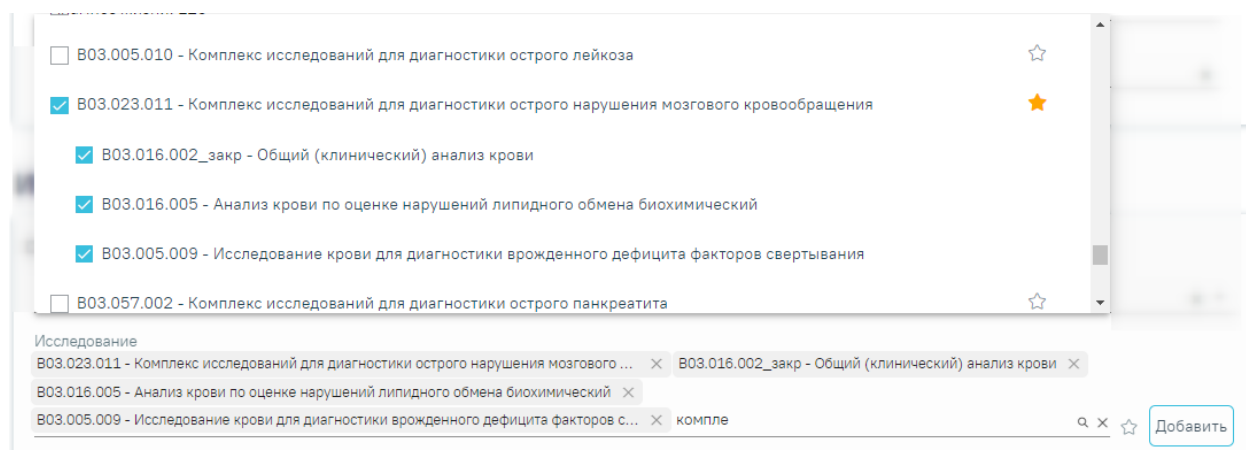 B03.005.010 - Комплекс исследований для диагностики острого лейкоза
B03.023.011 - Комплекс исследований для диагностики острого нарушения мозгового кровообращения
B03.016.002_закр - Общий (клинический) анализ крови
B03.016.005 - Анализ крови по оценке нарушений липидного обмена биохимический
B03.005.009 - Исследование крови для диагностики врожденного дефицита факторов свертывания
B03.057.002 - Комплекс исследований для диагностики острого панкреатита
Исследование
B03.023.011 - Комплекс исследований для диагностики острого нарушения мозгового ... B03.016.002_закр - Общий (клинический) анализ крови
B03.016.005 - Анализ крови по оценке нарушений липидного обмена биохимический
B03.005.009 - Исследование крови для диагностики врожденного дефицита факторов с... компле
Добавить